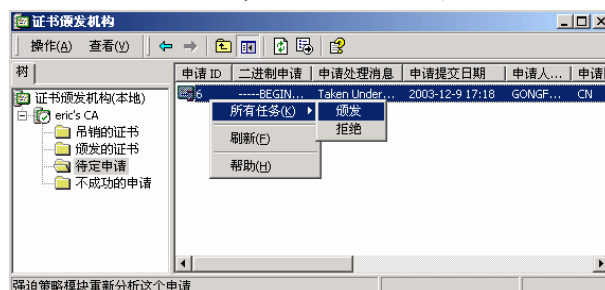 证书颁发机构
操作(A) 查看(V)
树
申请 ID 二进制申请 申请处理消息 申请提交日期 申请人... 申请
证书颁发机构(本地)
6 -----BEGIN... Taken Under... 2003-12-9 17:18 GONGF... CN
eric's CA
所有任务(K) 颁发
吊销的证书
拒绝
颁发的证书
刷新(E)
待定申请
帮助(H)
不成功的申请
强迫策略模块重新分析这个申请